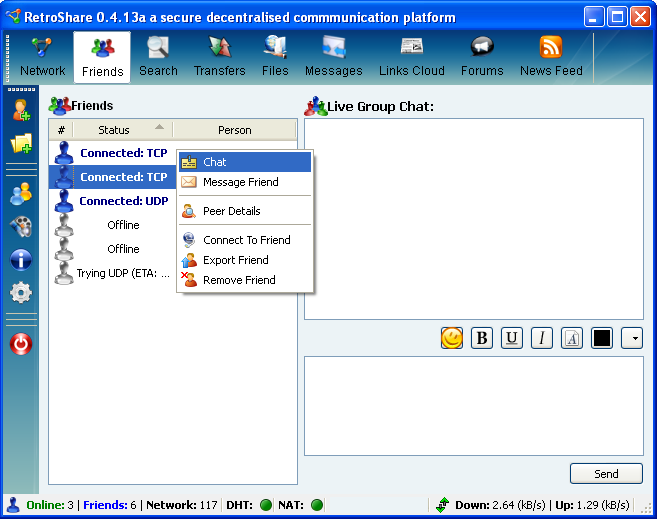 RetroShare 0.4.13a a secure decentralised commmunication platform
Network Friends Search Transfers Files Messages Links Cloud Forums News Feed
Friends
Live Group Chat:
# Status Person
Connected: TCP
Chat
Connected: TCP
Message Friend
Connected: UDP
Peer Details
Offline
Connect To Friend
Offline
Export Friend
Trying UDP (ETA: ...
Remove Friend
B U I A
Send
Online: 3 | Friends: 6 | Network: 117 DHT: NAT: Down: 2.64 (kB/s) | Up: 1.29 (kB/s)